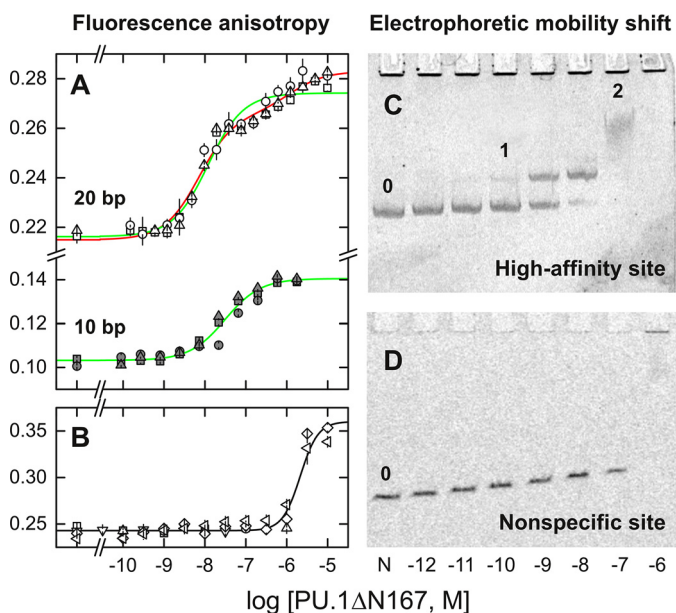 Fluorescence anisotropy
Electrophoretic mobility shift
A
0.28
0.26
0.24
0.22
20 bp
0.14
0.12
0.10
10 bp
B
0.35
0.30
0.25
-10 -9 -8 -7 -6 -5
C
0
1
2
High-affinity site
D
0
Nonspecific site
N -12 -11 -10 -9 -8 -7 -6
log [PU.1ΔN167, M]